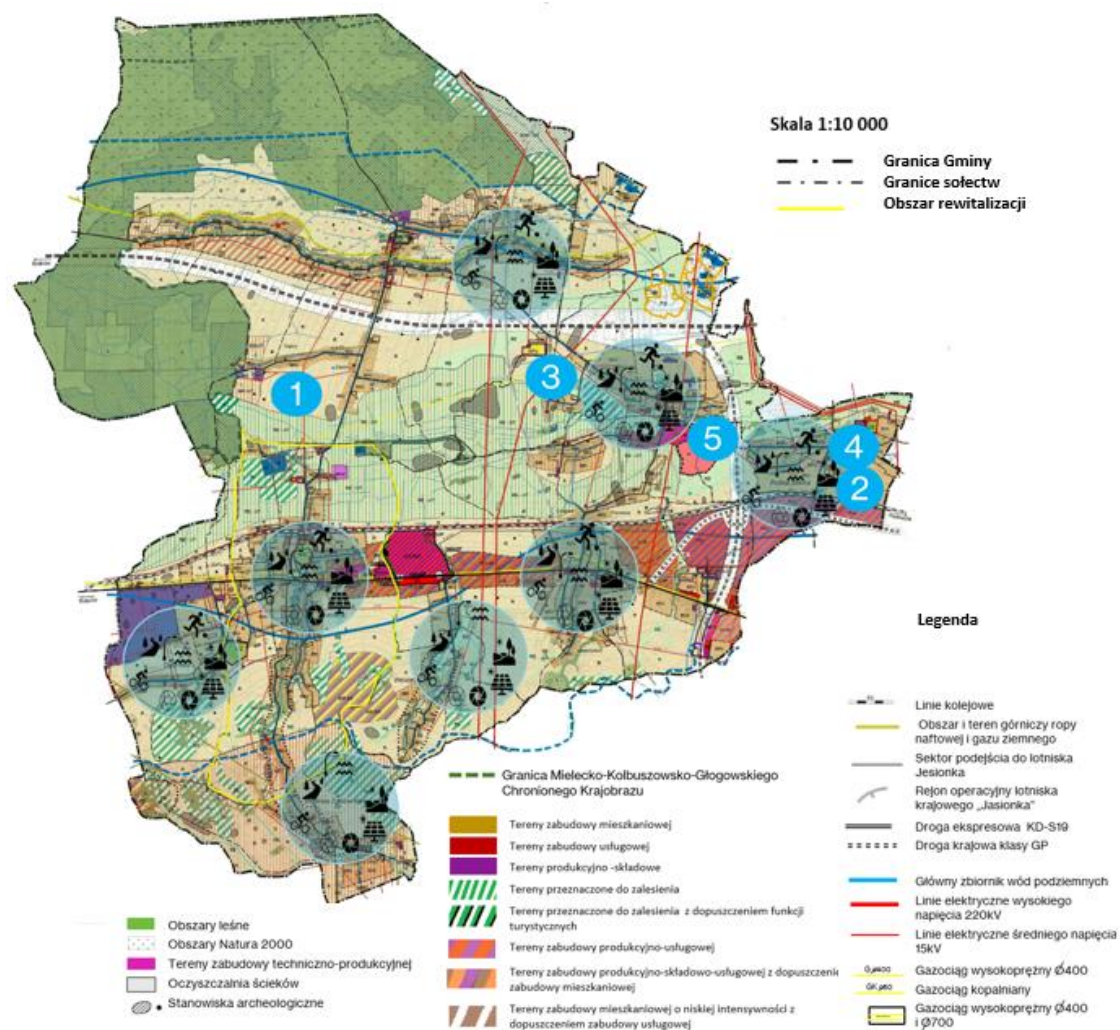 Skala 1:10 000
Granica Gminy
Granice sołectw
Obszar rewitalizacji
1
3
5
4
2
Legenda
Linie kolejowe
Obszar i teren górniczy ropy
naftowej i gazu ziemnego
Sektor podejścia do lotniska
Jesionka
Rejon operacyjny lotniska
krajowego „Jasionka”
Droga ekspresowa KD-S19
Droga krajowa klasy GP
Główny zbiornik wód podziemnych
Linie elektryczne wysokiego
napięcia 220kV
Linie elektryczne średniego napięcia
15kV
Gazociąg wysokoprężny Ø400
Gazociąg kopalniany
Gazociąg wysokoprężny Ø400
i Ø700
Granica Mielecko-Kolbuszowsko-Głogowskiego
Chronionego Krajobrazu
Tereny zabudowy mieszkaniowej
Tereny zabudowy usługowej
Tereny produkcyjno -składowe
Tereny przeznaczone do zalesienia
Tereny przeznaczone do zalesienia z dopuszczeniem funkcji
turystycznych
Tereny zabudowy produkcyjno-usługowej
Tereny zabudowy produkcyjno-składowo-usługowej z dopuszczenie
zabudowy mieszkaniowej
Tereny zabudowy mieszkaniowej o niskiej intensywności z
dopuszczeniem zabudowy usługowej
Obszary leśne
Obszary Natura 2000
Tereny zabudowy techniczno-produkcyjnej
Oczyszczalnia ścieków
Stanowiska archeologiczne